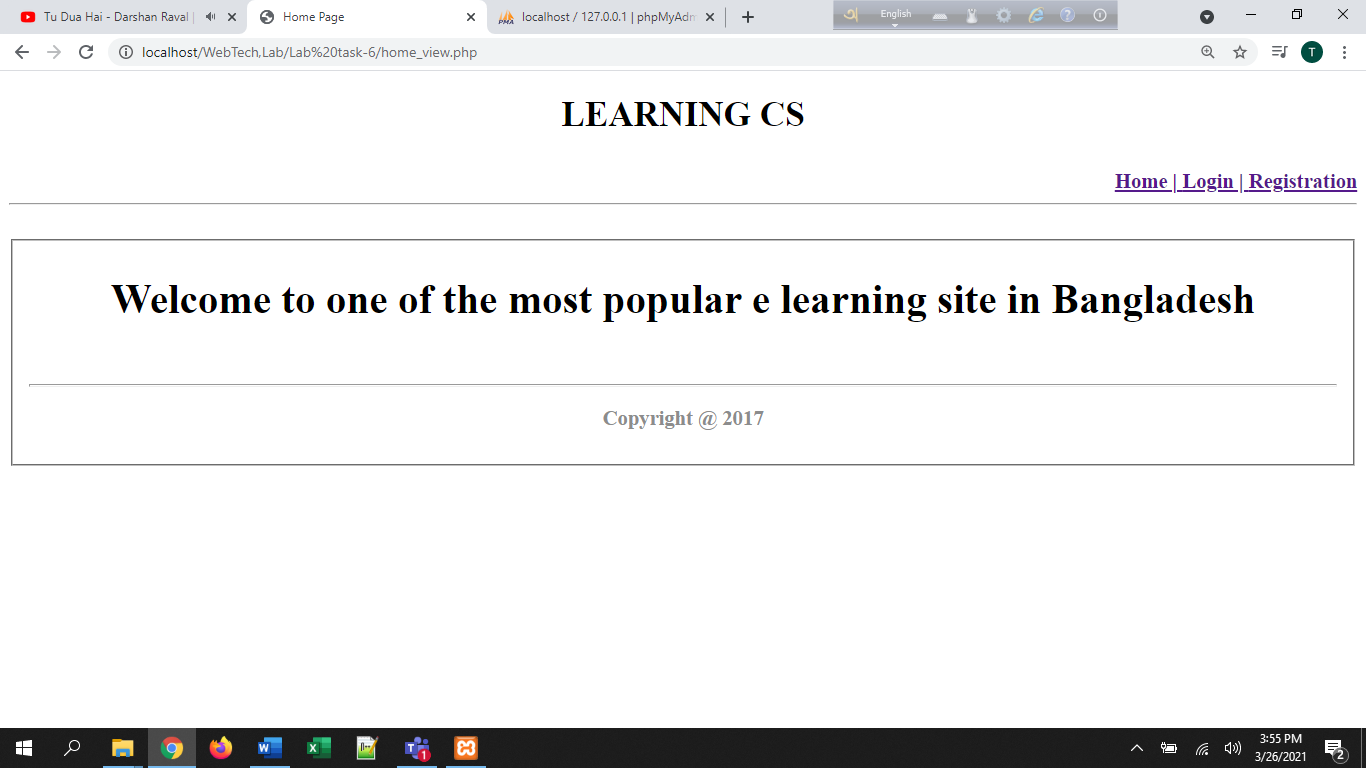 Tu Dua Hai - Darshan Raval |
Home Page
localhost / 127.0.0.1 | phpMyAdm
English
localhost/WebTech,Lab/Lab%20task-6/home_view.php
T
LEARNING CS
Home | Login | Registration
Welcome to one of the most popular e learning site in Bangladesh
Copyright @ 2017
1
3:55 PM
3/26/2021
2